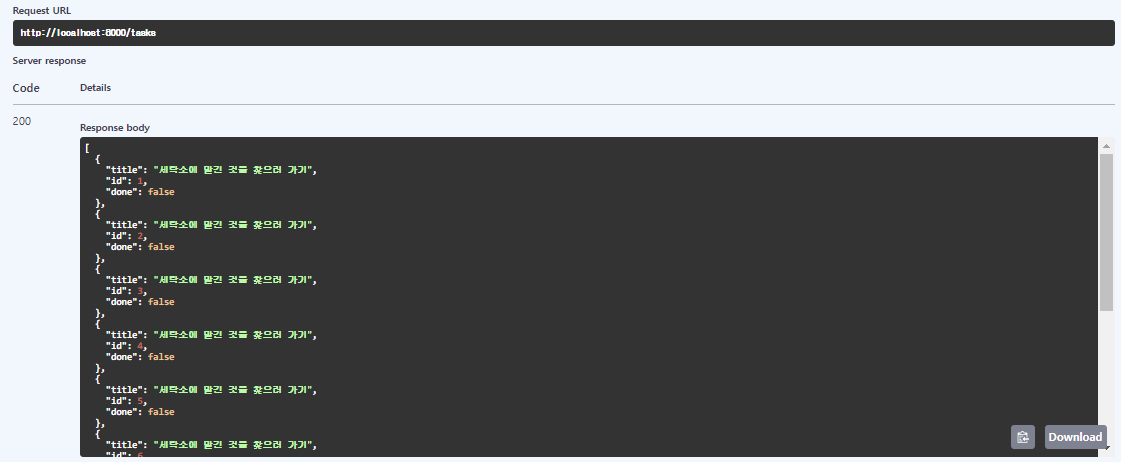 Request URL
http://localhost:8000/tasks
Server response
Code Details
200
Response body
[
{
"title": "세탁소에 맡긴 것을 찾으러 가기",
"id": 1,
"done": false
},
{
"title": "세탁소에 맡긴 것을 찾으러 가기",
"id": 2,
"done": false
},
{
"title": "세탁소에 맡긴 것을 찾으러 가기",
"id": 3,
"done": false
},
{
"title": "세탁소에 맡긴 것을 찾으러 가기",
"id": 4,
"done": false
},
{
"title": "세탁소에 맡긴 것을 찾으러 가기",
"id": 5,
"done": false
},
{
"title": "세탁소에 맡긴 것을 찾으러 가기",
"id": 6
Download